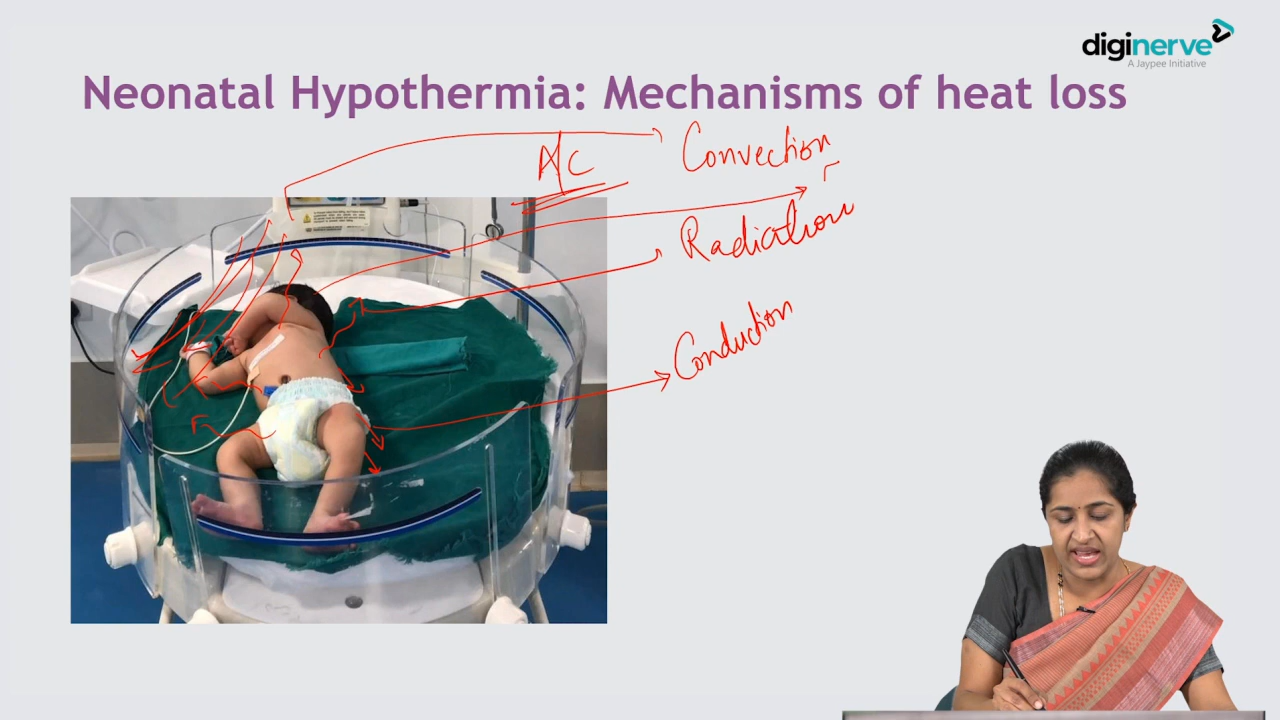 diginerve
A Jaypee Initiative
Neonatal Hypothermia: Mechanisms of heat loss
A/C
Convection
Radiation
Conduction